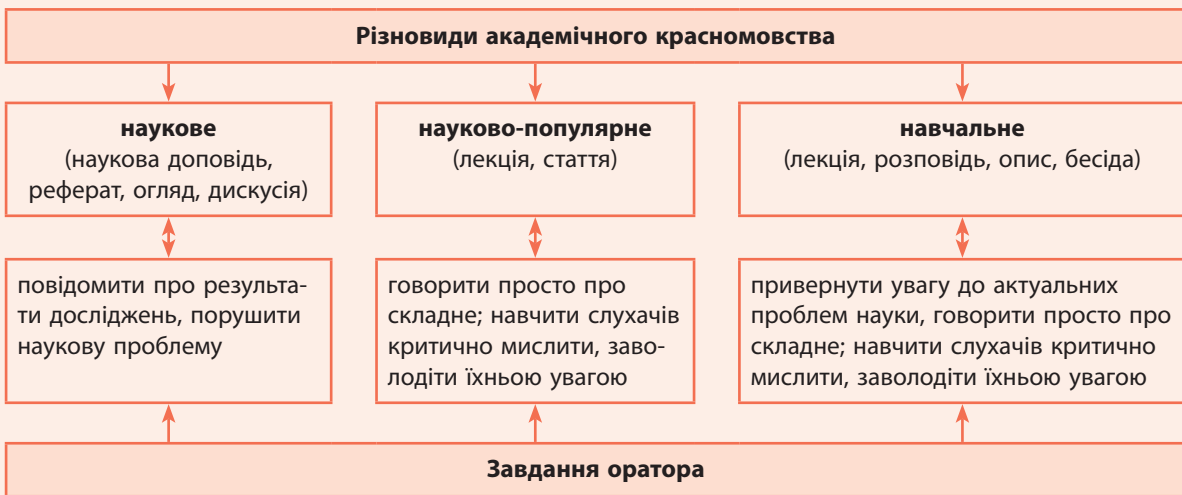 Різновиди академічного красномовства
наукове
(наукова доповідь,
реферат, огляд, дискусія)
науково-популярне
(лекція, стаття)
навчальне
(лекція, розповідь, опис, бесіда)
повідомити про результа-
ти досліджень, порушити
наукову проблему
говорити просто про
складне; навчити слухачів
критично мислити, заво-
лодіти їхньою увагою
привернути увагу до актуальних
проблем науки, говорити просто про
складне; навчити слухачів критично
мислити, заволодіти їхньою увагою
Завдання оратора